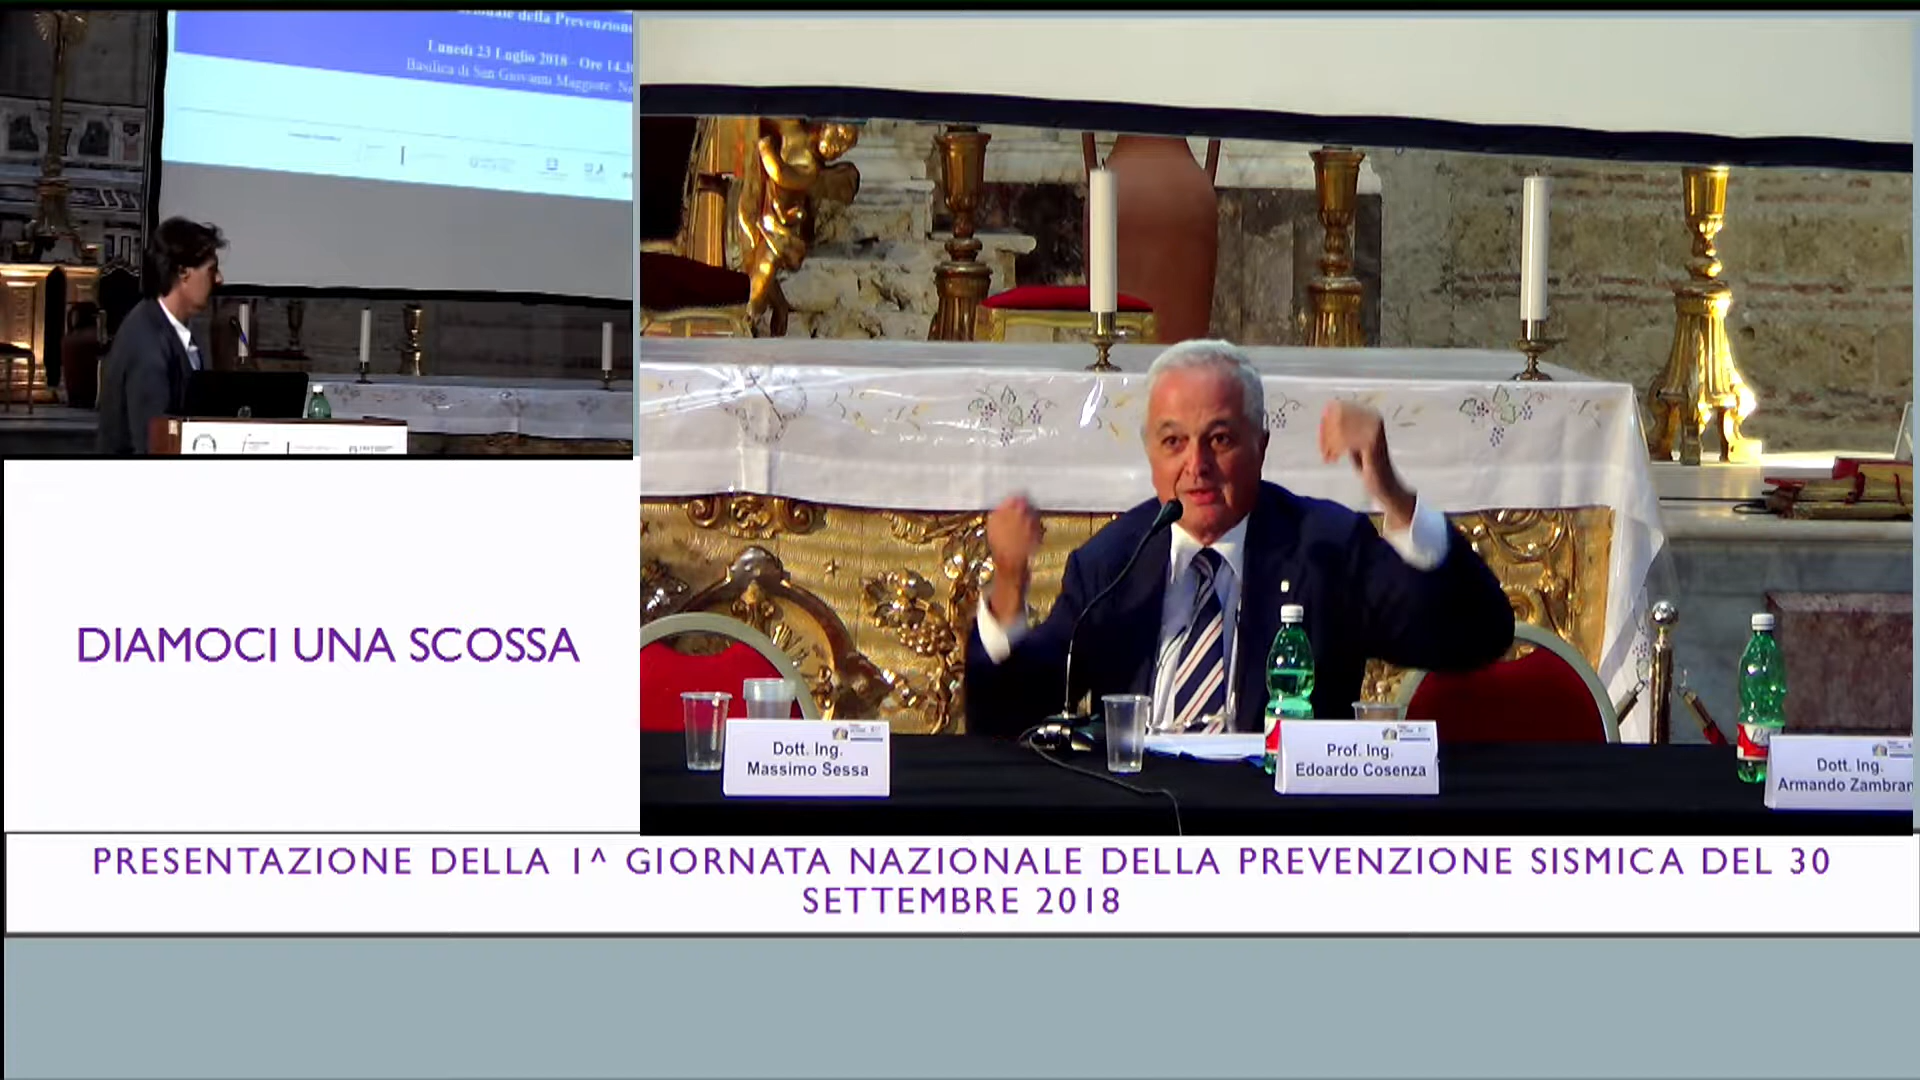 della Prevenzione
Lunedì 23 Luglio 2018 - Ore 14.3
Basilica di San Giovanni Maggiore
DIAMOCI UNA SCOSSA
Dott. Ing.
Massimo Sessa
Prof. Ing.
Edoardo Cosenza
Dott. Ing.
Armando Zambran
PRESENTAZIONE DELLA 1^ GIORNATA NAZIONALE DELLA PREVENZIONE SISMICA DEL 30
SETTEMBRE 2018